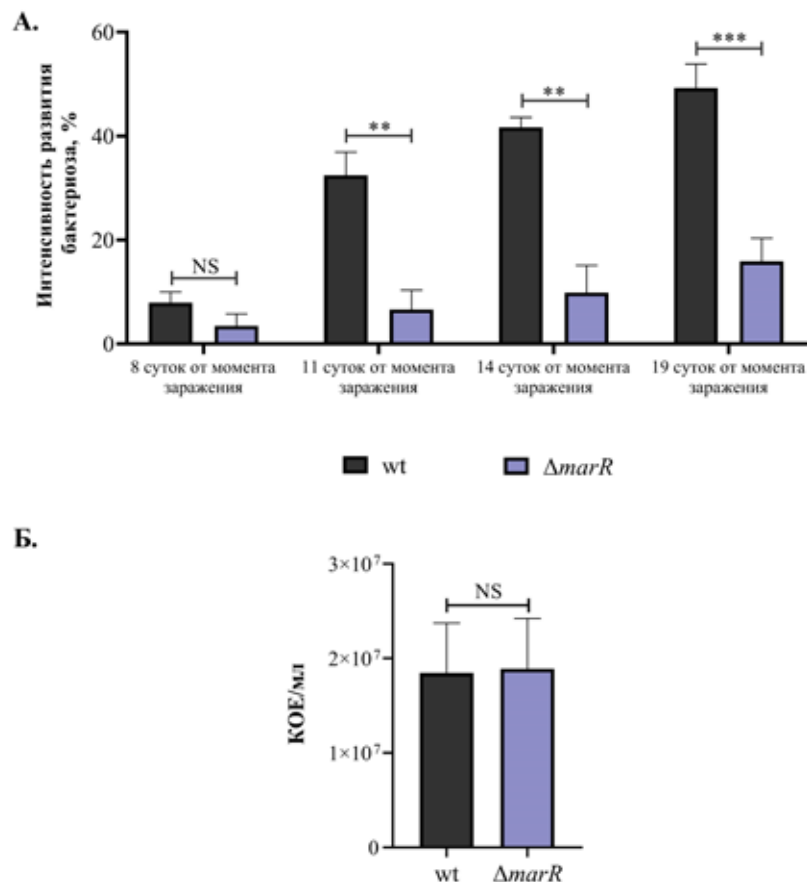 А.
Интенсивность развития
бактериоза, %
60
40
20
0
NS
**
**
***
8 суток от момента
заражения
11 суток от момента
заражения
14 суток от момента
заражения
19 суток от момента
заражения
wt
ΔmarR
Б.
КОЕ/мл
3×10⁷
2×10⁷
1×10⁷
0
NS
wt
ΔmarR